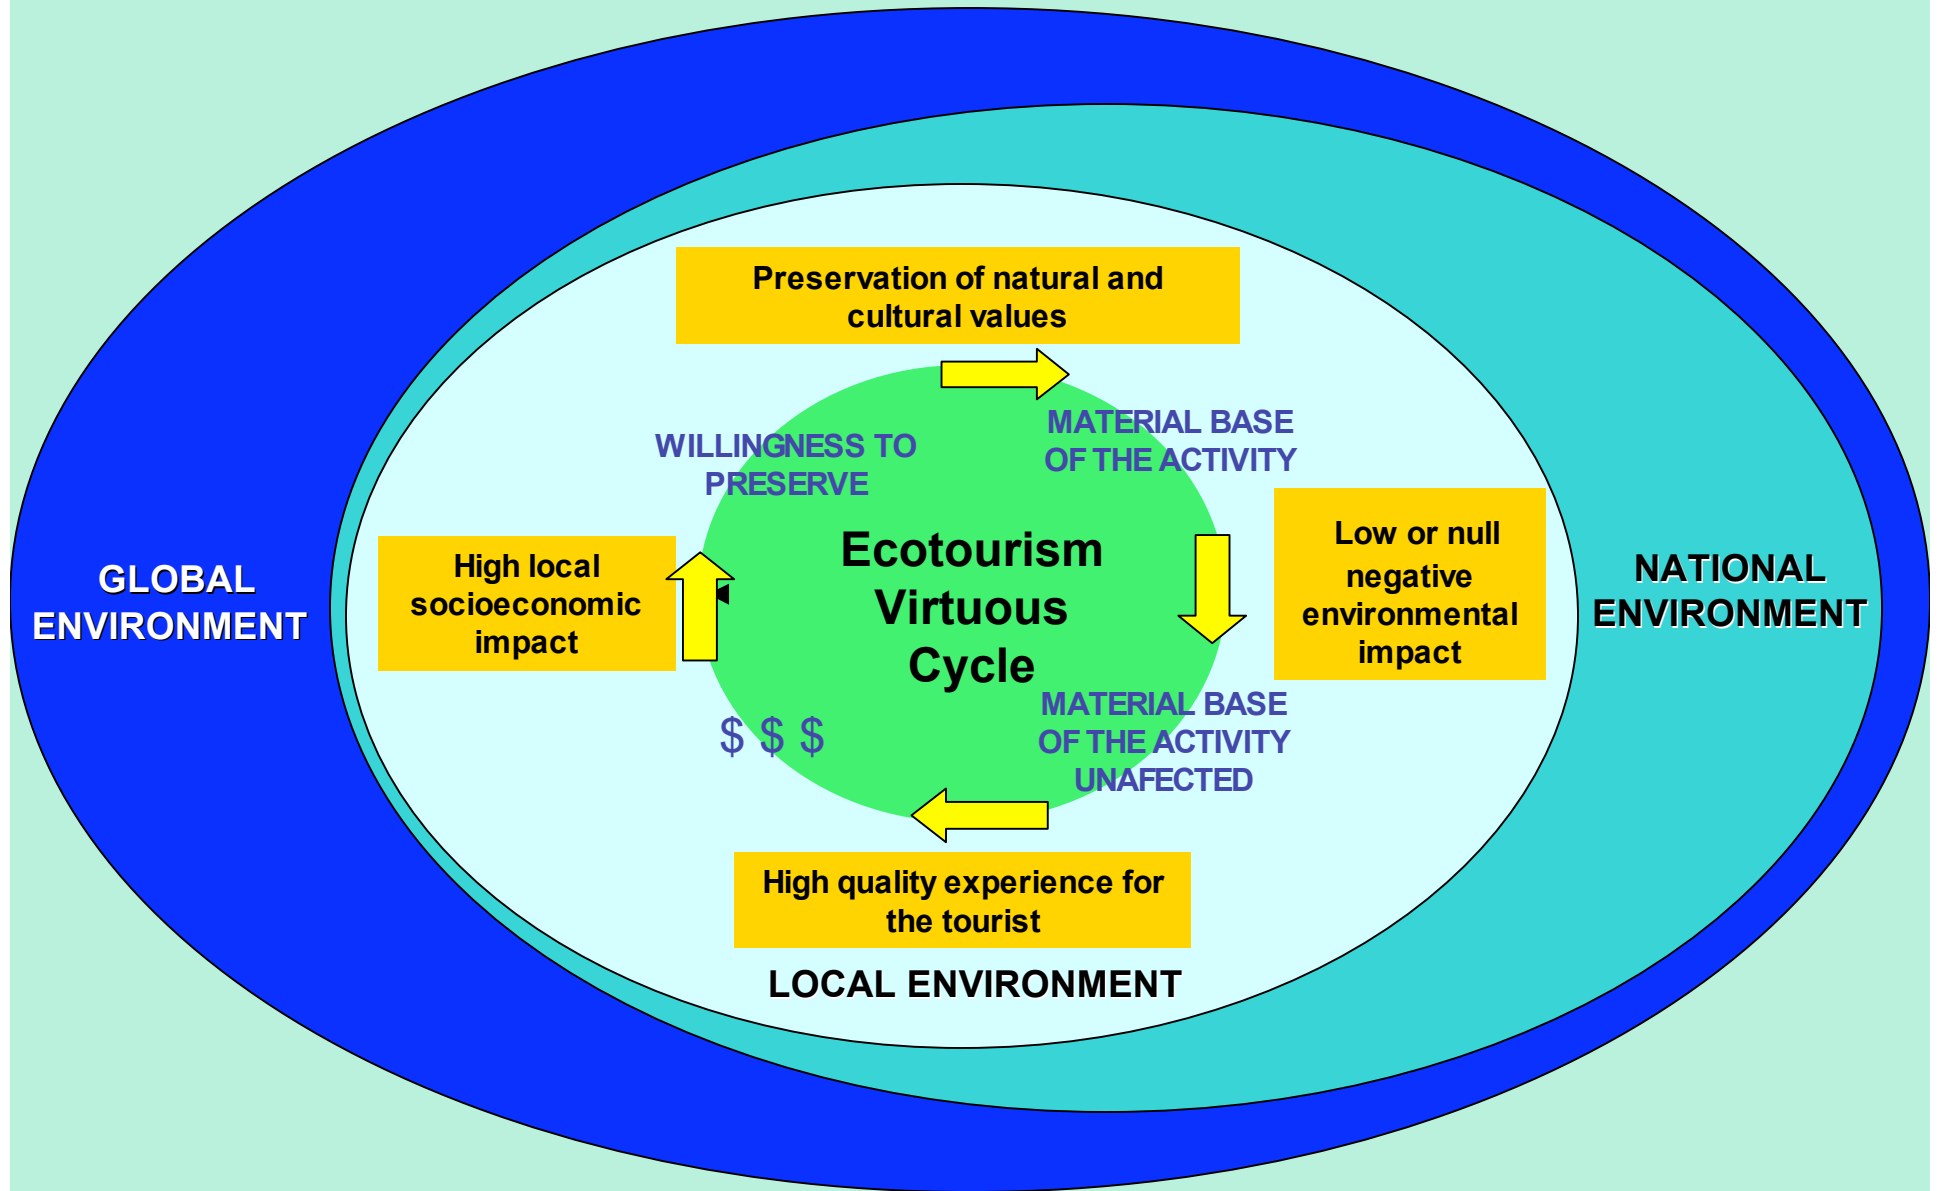 Preservation of natural and
cultural values
MATERIAL BASE
OF THE ACTIVITY
WILLINGNESS TO
PRESERVE
Low or null
negative
environmental
impact
High local
socioeconomic
impact
Ecotourism
Virtuous
Cycle
GLOBAL
ENVIRONMENT
NATIONAL
ENVIRONMENT
MATERIAL BASE
OF THE ACTIVITY
UNAFECTED
$ $ $
High quality experience for
the tourist
LOCAL ENVIRONMENT